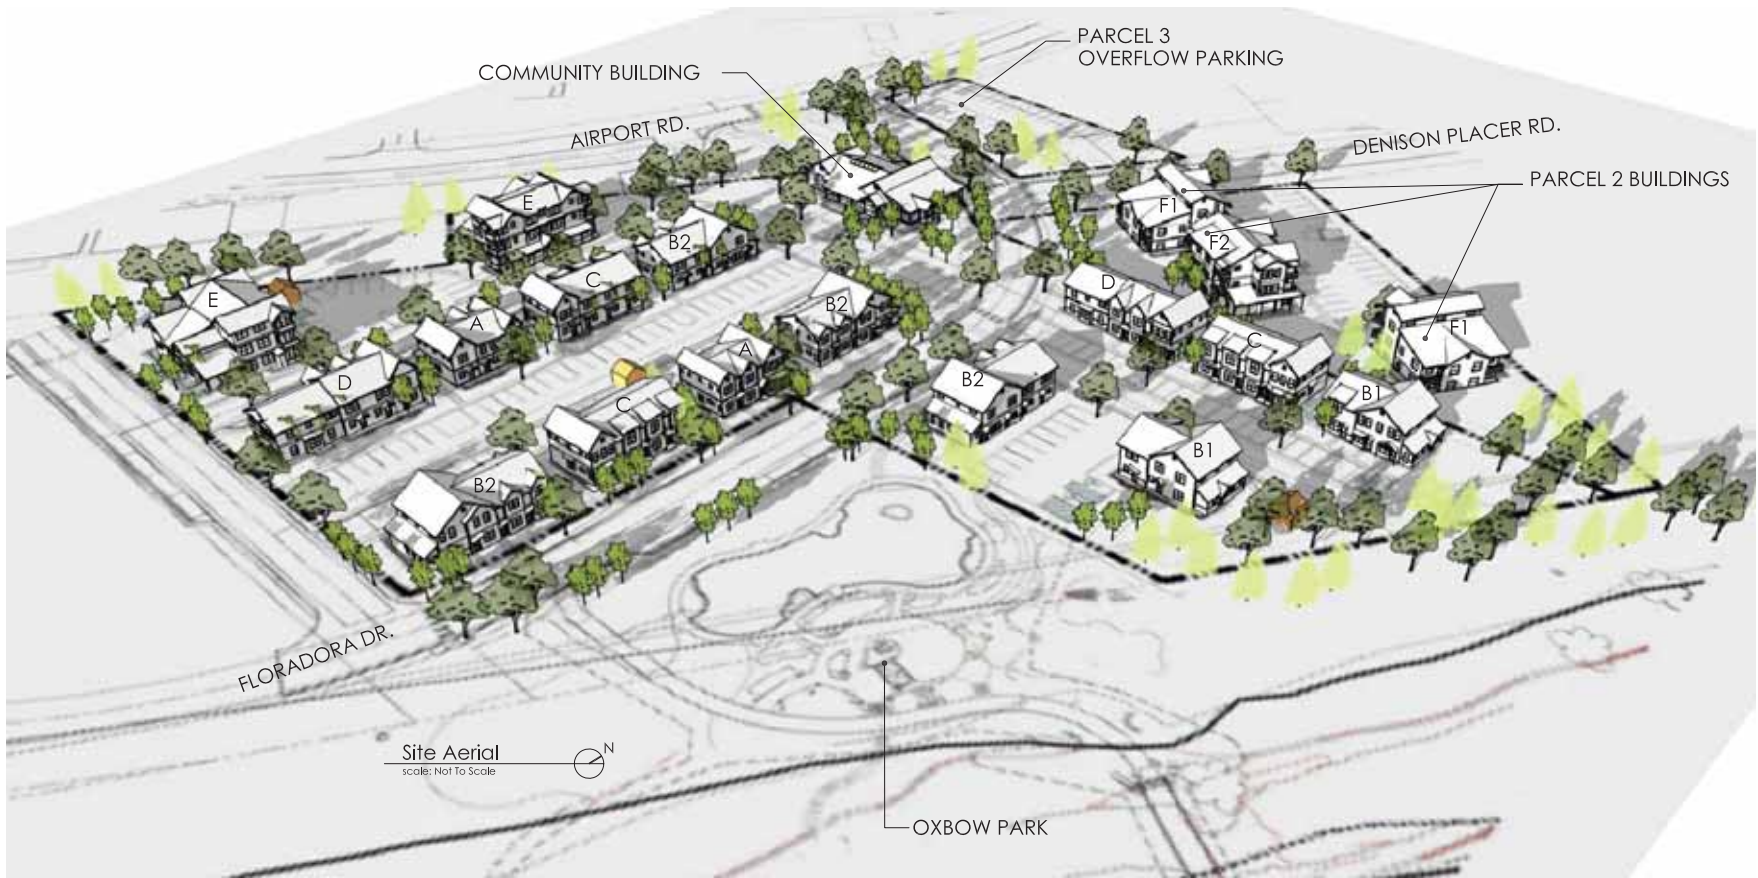 PARCEL 3
OVERFLOW PARKING
COMMUNITY BUILDING
AIRPORT RD.
DENISON PLACER RD.
PARCEL 2 BUILDINGS
E
F1
B2
F2
C
D
E
B2
A
F1
A
C
D
B2
B1
C
B1
B2
FLORADORA DR.
Site Aerial
scale: Not To Scale
N
OXBOW PARK